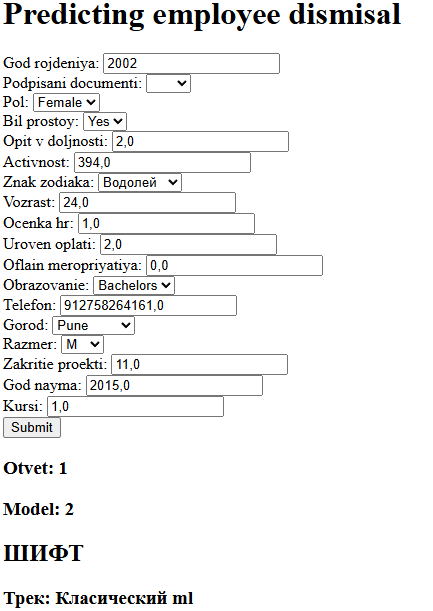 Predicting employee dismisal
God rojdeniya: 2002
Podpisani documenti:
Pol: Female
Bil prostoy: Yes
Opit v doljnosti: 2,0
Activnost: 394,0
Znak zodiaka: Водолей
Vozrast: 24,0
Ocenka hr: 1,0
Uroven oplati: 2,0
Oflain meropriyatiya: 0,0
Obrazovanie: Bachelors
Telefon: 912758264161,0
Gorod: Pune
Razmer: M
Zakritie proekti: 11,0
God nayma: 2015,0
Kursi: 1,0
Submit
Otvet: 1
Model: 2
ШИФТ
Трек: Класический ml